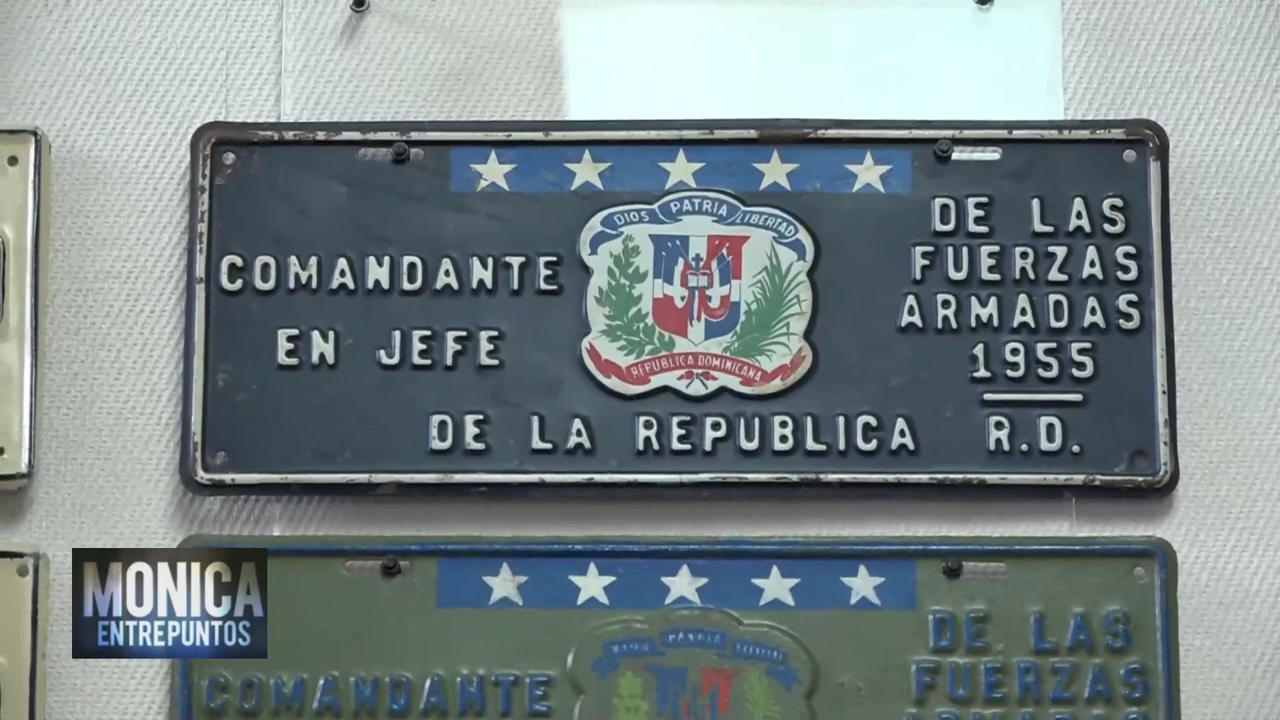 DIOS PATRIA LIBERTAD
COMANDANTE
EN JEFE
DE LAS
FUERZAS
ARMADAS
1955
REPUBLICA DOMINICANA
DE LA REPUBLICA R.D.
MONICA
ENTREPUNTOS
DE LAS
COMANDANTE
FUERZAS